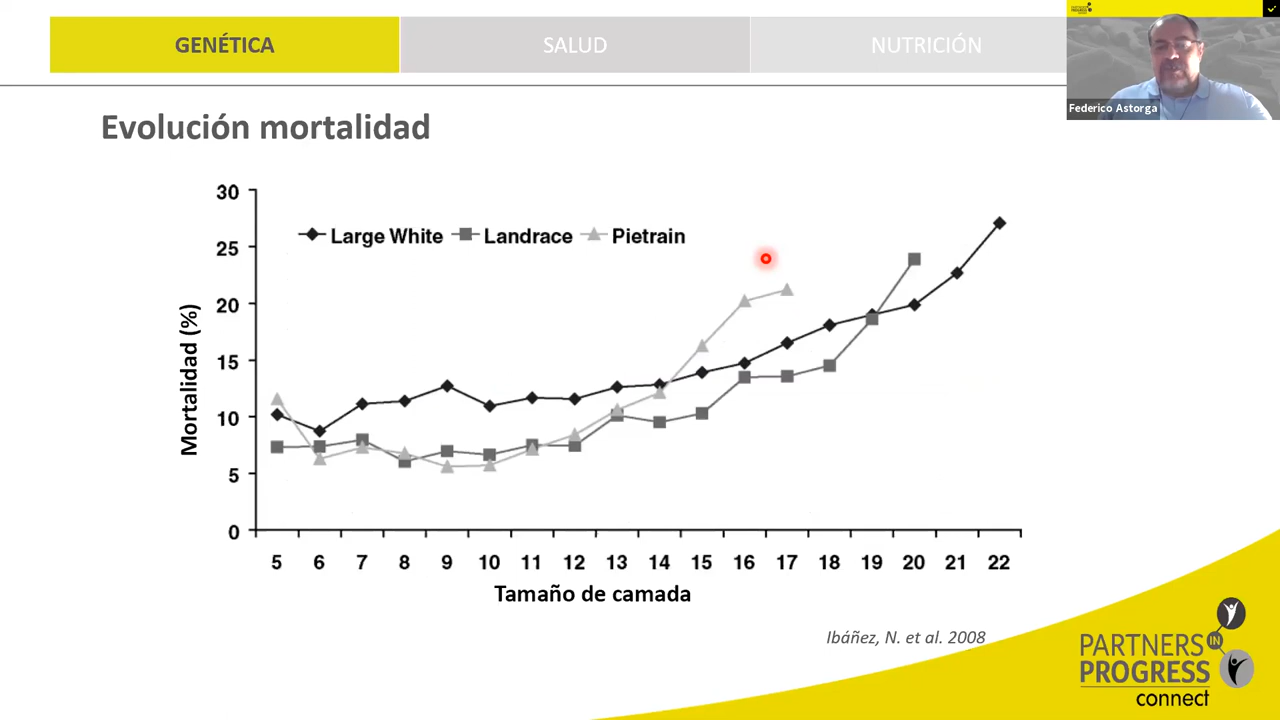 GENÉTICA
SALUD
NUTRICIÓN
Federico Astorga
Evolución mortalidad
Large White
Landrace
Pietrain
Mortalidad (%)
30
25
20
15
10
5
0
5 6 7 8 9 10 11 12 13 14 15 16 17 18 19 20 21 22
Tamaño de camada
Ibáñez, N. et al. 2008
PARTNERS IN
PROGRESS
connect